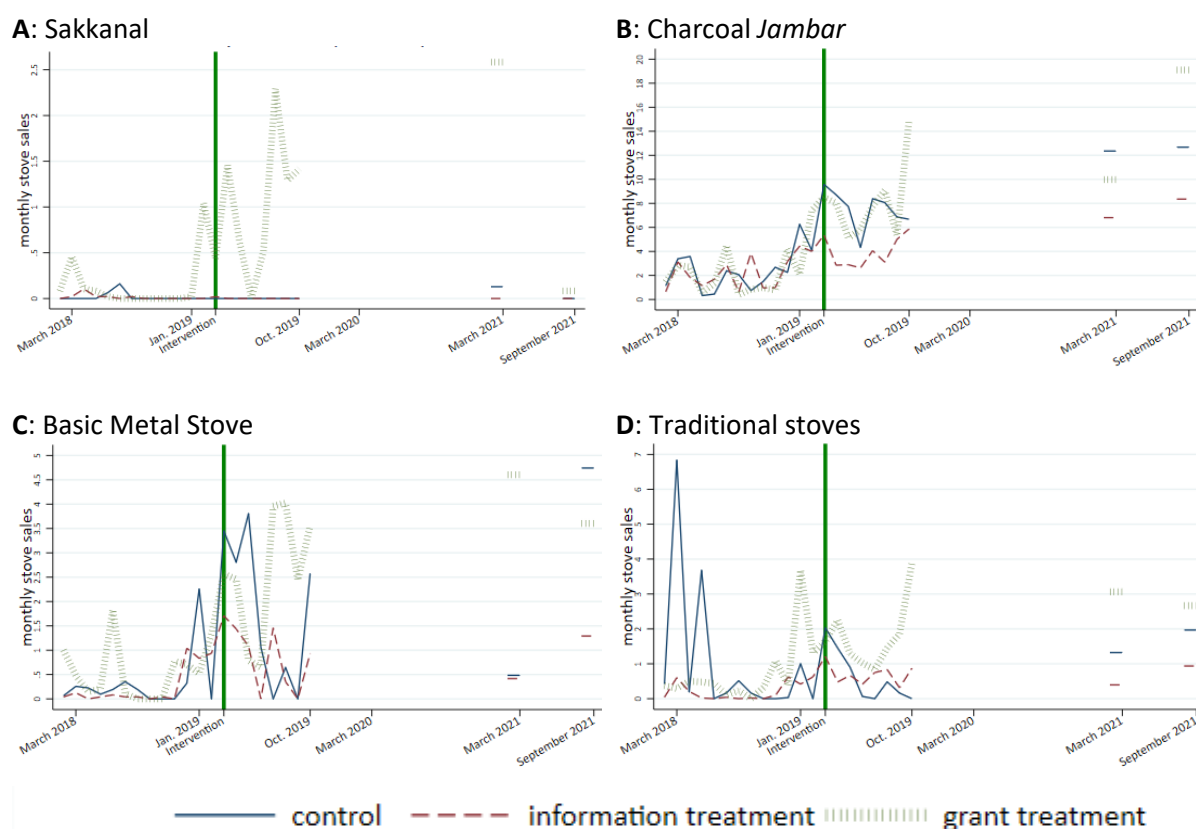 A: Sakkanal
B: Charcoal Jambar
monthly stove sales
0 .5 1 1.5 2 2.5
March 2018 Jan. 2019 Intervention Oct. 2019 March 2020 March 2021 September 2021
monthly stove sales
0 2 4 6 8 10 12 14 16 18 20
March 2018 Jan. 2019 Intervention Oct. 2019 March 2020 March 2021 September 2021
C: Basic Metal Stove
D: Traditional stoves
monthly stove sales
0 .5 1 1.5 2 2.5 3 3.5 4 4.5 5
March 2018 Jan. 2019 Intervention Oct. 2019 March 2020 March 2021 September 2021
monthly stove sales
0 1 2 3 4 5 6 7
March 2018 Jan. 2019 Intervention Oct. 2019 March 2020 March 2021 September 2021
control information treatment grant treatment